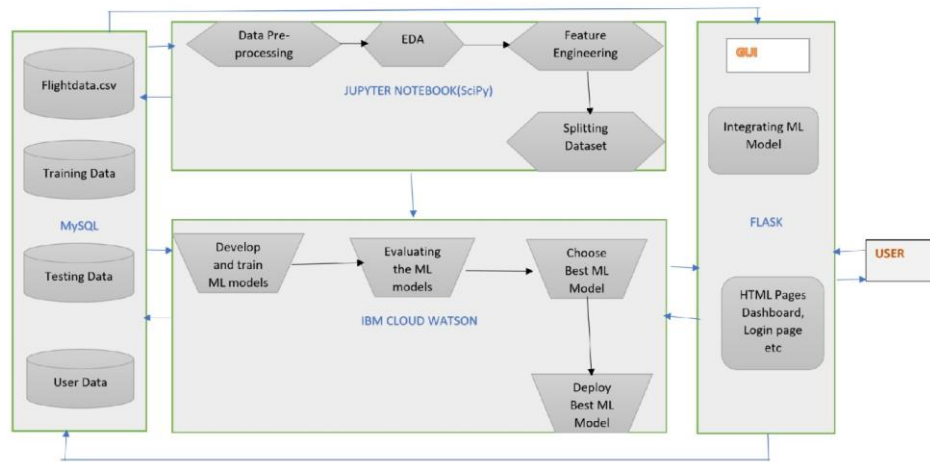 Flightdata.csv
Training Data
MySQL
Testing Data
User Data
Data Pre-
processing
EDA
Feature
Engineering
JUPYTER NOTEBOOK(SciPy)
Splitting
Dataset
Develop
and train
ML models
Evaluating
the ML
models
Choose
Best ML
Model
IBM CLOUD WATSON
Deploy
Best ML
Model
GUI
Integrating ML
Model
FLASK
HTML Pages
Dashboard,
Login page
etc
USER